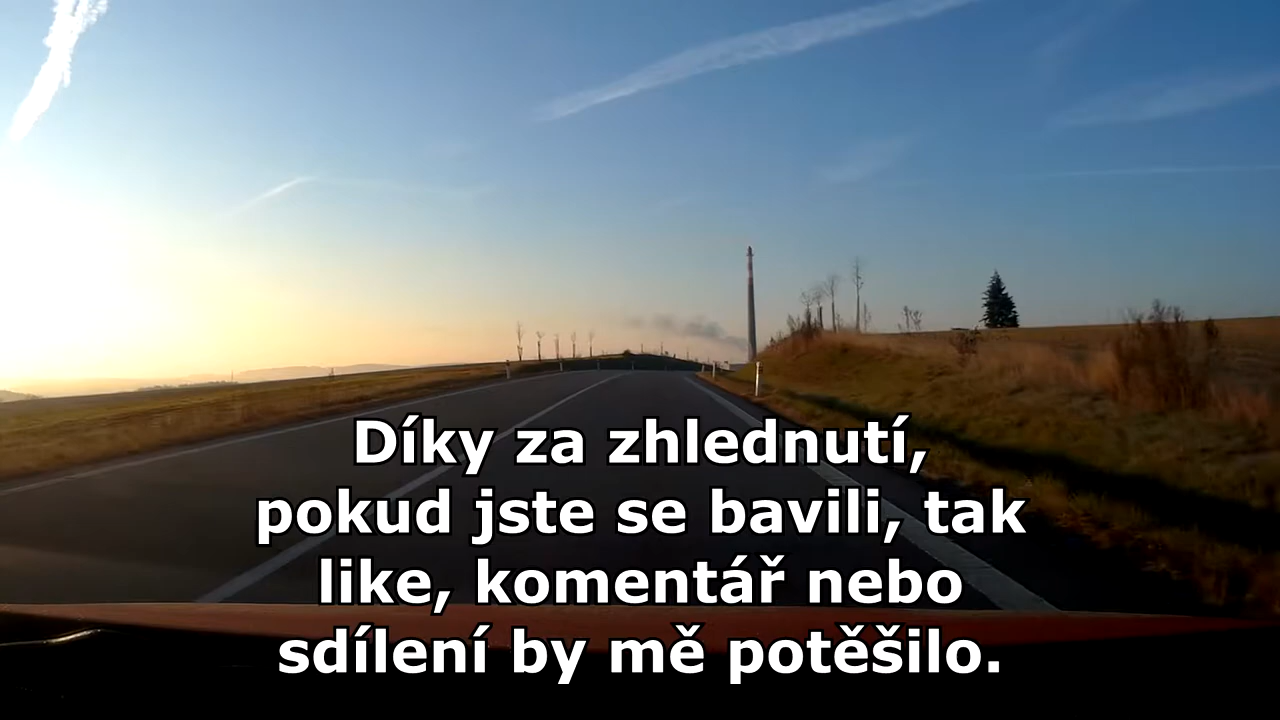 Díky za zhlednutí,
pokud jste se bavili, tak
like, komentář nebo
sdílení by mě potěšilo.